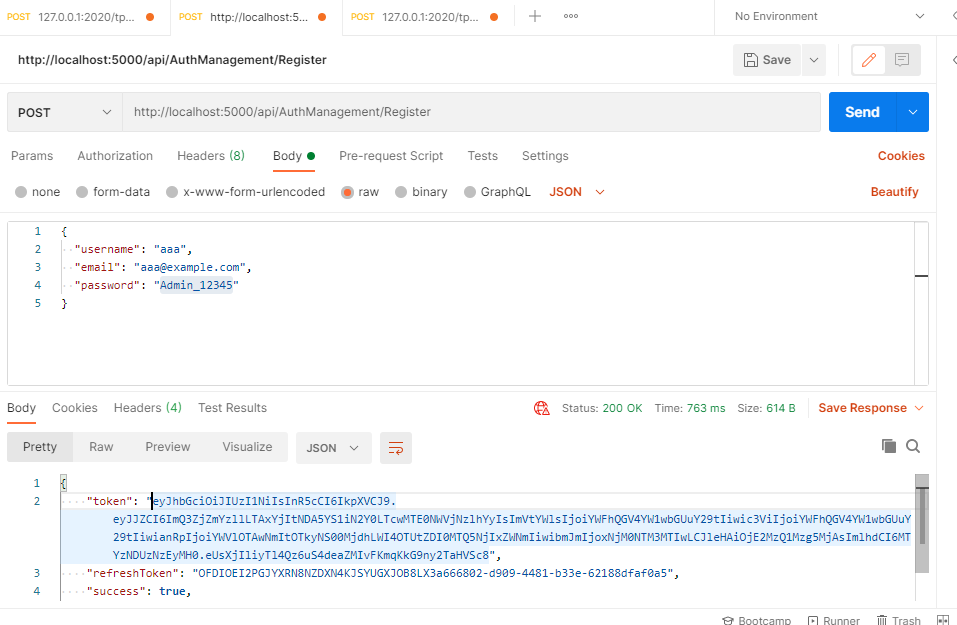 POST 127.0.0.1:2020/tp... POST http://localhost:5... POST 127.0.0.1:2020/tp... No Environment
http://localhost:5000/api/AuthManagement/Register Save
POST http://localhost:5000/api/AuthManagement/Register Send
Params Authorization Headers (8) Body Pre-request Script Tests Settings Cookies
none form-data x-www-form-urlencoded raw binary GraphQL JSON Beautify
1 {
2 "username": "aaa",
3 "email": "aaa@example.com",
4 "password": "Admin_12345"
5 }
Body Cookies Headers (4) Test Results Status: 200 OK Time: 763 ms Size: 614 B Save Response
Pretty Raw Preview Visualize JSON
1 {
2 "token": "eyJhbGciOiJIUzI1NiIsInR5cCI6IkpXVCJ9.
3 "refreshToken": "OFDIOEI2PGJYXRN8NZDXN4KJSYUGXJOB8LX3a666802-d909-4481-b33e-62188dfaf0a5",
4 "success": true,
Bootcamp Runner Trash